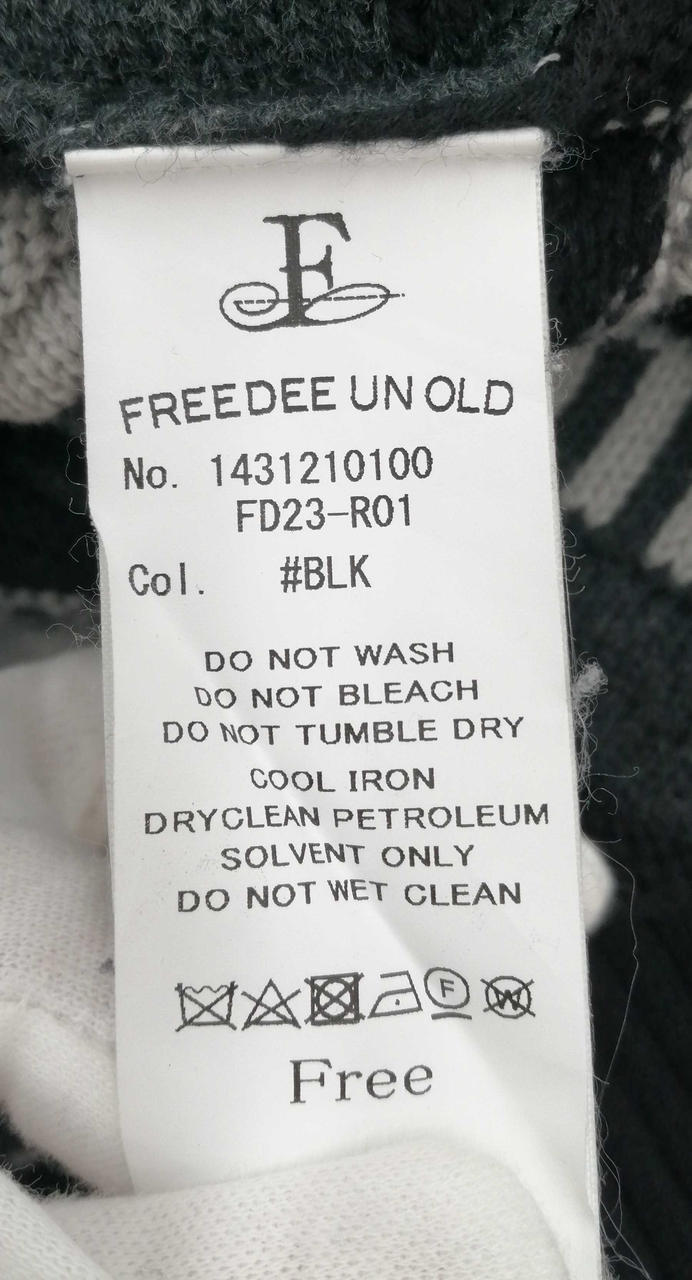 F
FREEDEE UN OLD
No. 1431210100
FD23-R01
Col. #BLK
DO NOT WASH
DO NOT BLEACH
DO NOT TUMBLE DRY
COOL IRON
DRYCLEAN PETROLEUM
SOLVENT ONLY
DO NOT WET CLEAN
F W
Free